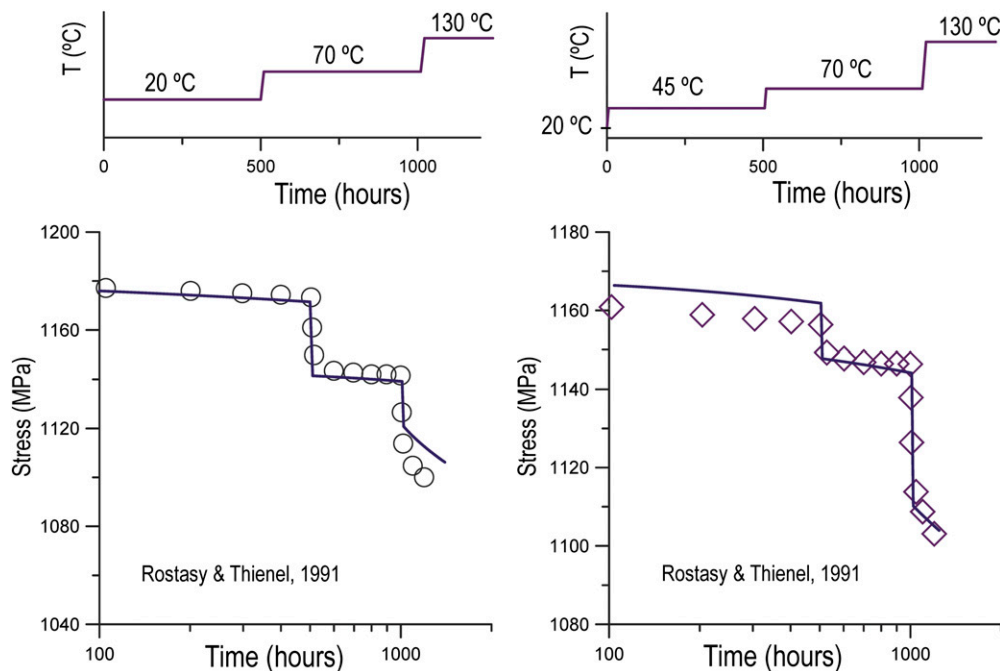 T (ºC)
130 ºC
70 ºC
20 ºC
0
500
1000
Time (hours)
T (ºC)
130 ºC
70 ºC
45 ºC
20 ºC
0
500
1000
Time (hours)
Stress (MPa)
1200
1160
1120
1080
1040
Rostasy & Thienel, 1991
100
1000
Time (hours)
Stress (MPa)
1180
1160
1140
1120
1100
1080
Rostasy & Thienel, 1991
100
1000
Time (hours)